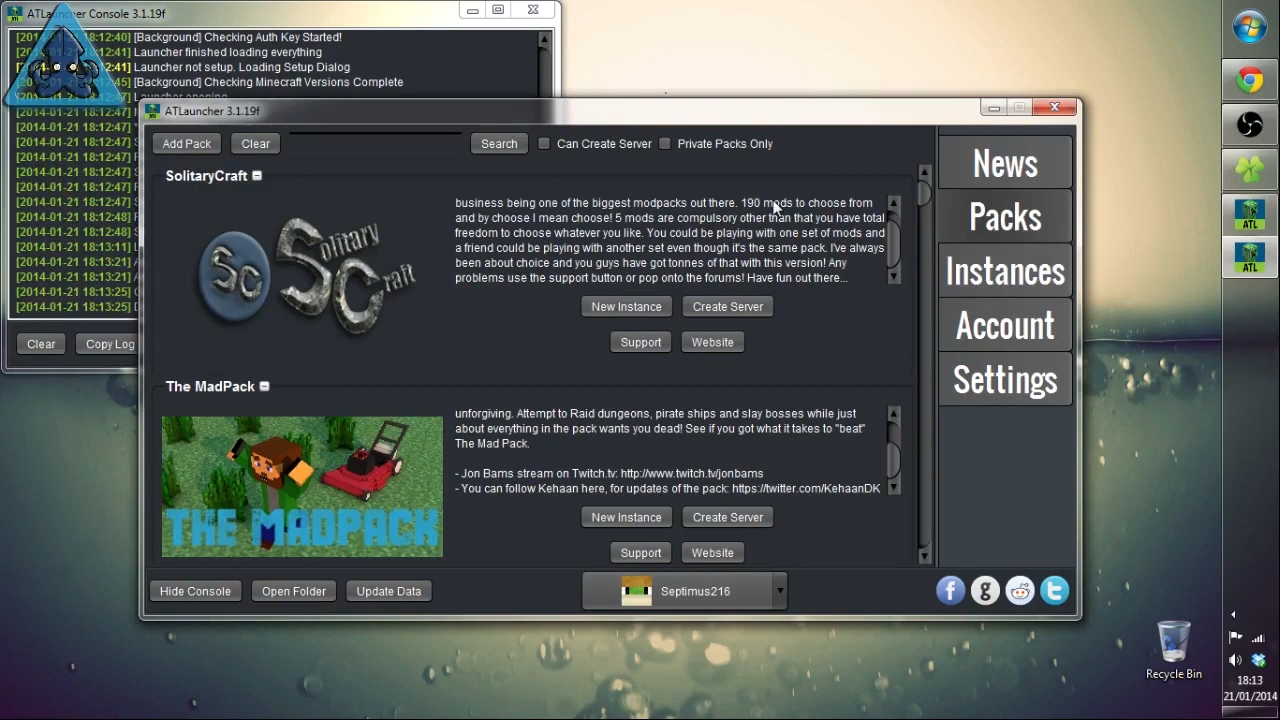 ATLauncher Console 3.1.19f
[2014-01-21 18:12:40] [Background] Checking Auth Key Started!
[2014-01-21 18:12:41] Launcher finished loading everything
18:12:41] Launcher not setup. Loading Setup Dialog
18:12:45] [Background] Checking Minecraft Versions Complete
18:12:47] Launcher opening
[2014-01-21 18:12:47]
[2014-01-21 18:12:47]
[2014-01-21 18:12:47]
[2014-01-21 18:12:47]
[2014-01-21 18:12:47]
[2014-01-21 18:12:47]
[2014-01-21 18:12:47]
[2014-01-21 18:12:48]
[2014-01-21 18:12:48]
[2014-01-21 18:13:11]
[2014-01-21 18:13:21]
[2014-01-21 18:13:21]
[2014-01-21 18:13:25]
[2014-01-21 18:13:25]
Clear
Copy Log
ATLauncher 3.1.19f
Add Pack
Clear
Search
Can Create Server
Private Packs Only
SolitaryCraft
SC
Solitary
Craft
business being one of the biggest modpacks out there. 190 mods to choose from
and by choose I mean choose! 5 mods are compulsory other than that you have total
freedom to choose whatever you like. You could be playing with one set of mods and
a friend could be playing with another set even though it's the same pack. I've always
been about choice and you guys have got tonnes of that with this version! Any
problems use the support button or pop onto the forums! Have fun out there...
New Instance
Create Server
Support
Website
The MadPack
THE MADPACK
unforgiving. Attempt to Raid dungeons, pirate ships and slay bosses while just
about everything in the pack wants you dead! See if you got what it takes to "beat"
The Mad Pack.
- Jon Bams stream on Twitch.tv: http://www.twitch.tv/jonbams
- You can follow Kehaan here, for updates of the pack: https://twitter.com/KehaanDK
New Instance
Create Server
Support
Website
News
Packs
Instances
Account
Settings
Hide Console
Open Folder
Update Data
Septimus216
Recycle Bin
ATL
ATL
18:13
21/01/2014